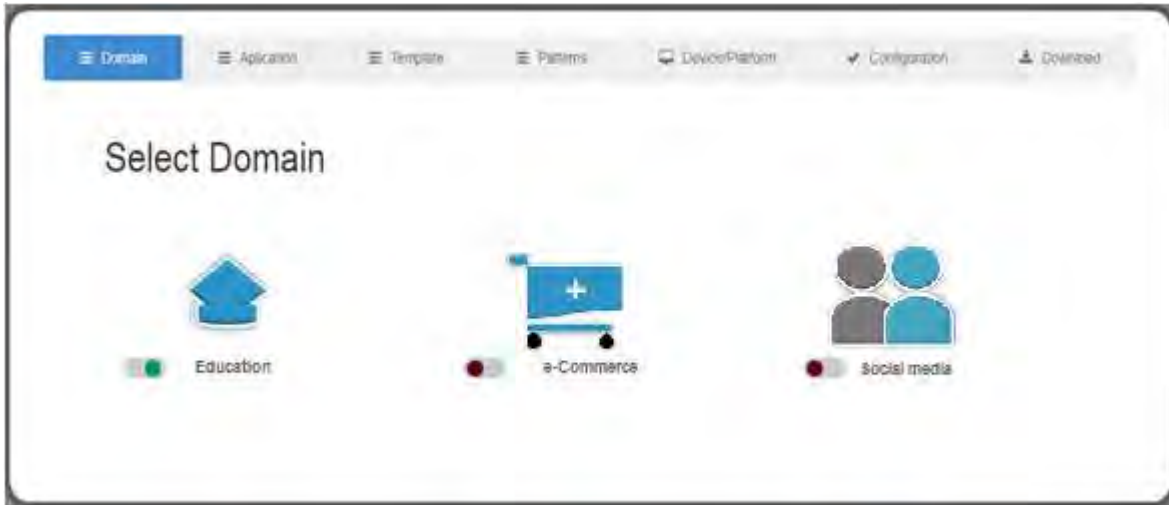 Domain Aplication Template Patterns Device/Platform Configuration Download
Select Domain
Education e-Commerce Social media